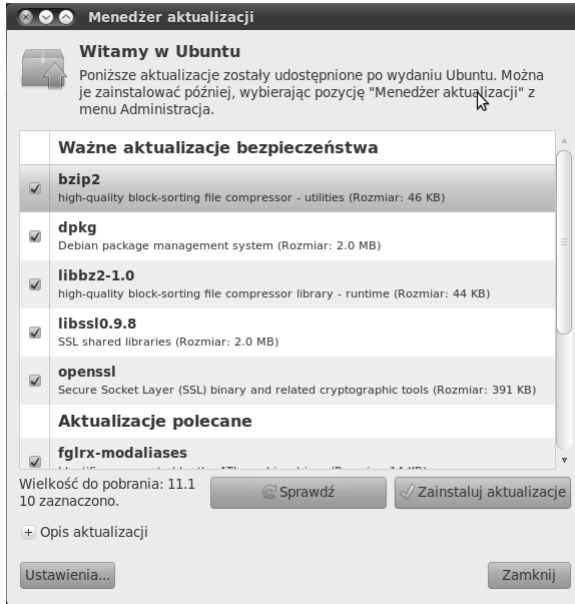 Menedżer aktualizacji
Witamy w Ubuntu
Poniższe aktualizacje zostały udostępnione po wydaniu Ubuntu. Można
je zainstalować później, wybierając pozycję "Menedżer aktualizacji" z
menu Administracja.
Ważne aktualizacje bezpieczeństwa
bzip2
high-quality block-sorting file compressor - utilities (Rozmiar: 46 KB)
dpkg
Debian package management system (Rozmiar: 2.0 MB)
libbz2-1.0
high-quality block-sorting file compressor library - runtime (Rozmiar: 44 KB)
libssl0.9.8
SSL shared libraries (Rozmiar: 2.0 MB)
openssl
Secure Socket Layer (SSL) binary and related cryptographic tools (Rozmiar: 391 KB)
Aktualizacje polecane
fglrx-modaliases
Wielkość do pobrania: 11.1
10 zaznaczono.
Sprawdź
Zainstaluj aktualizacje
Opis aktualizacji
Ustawienia...
Zamknij